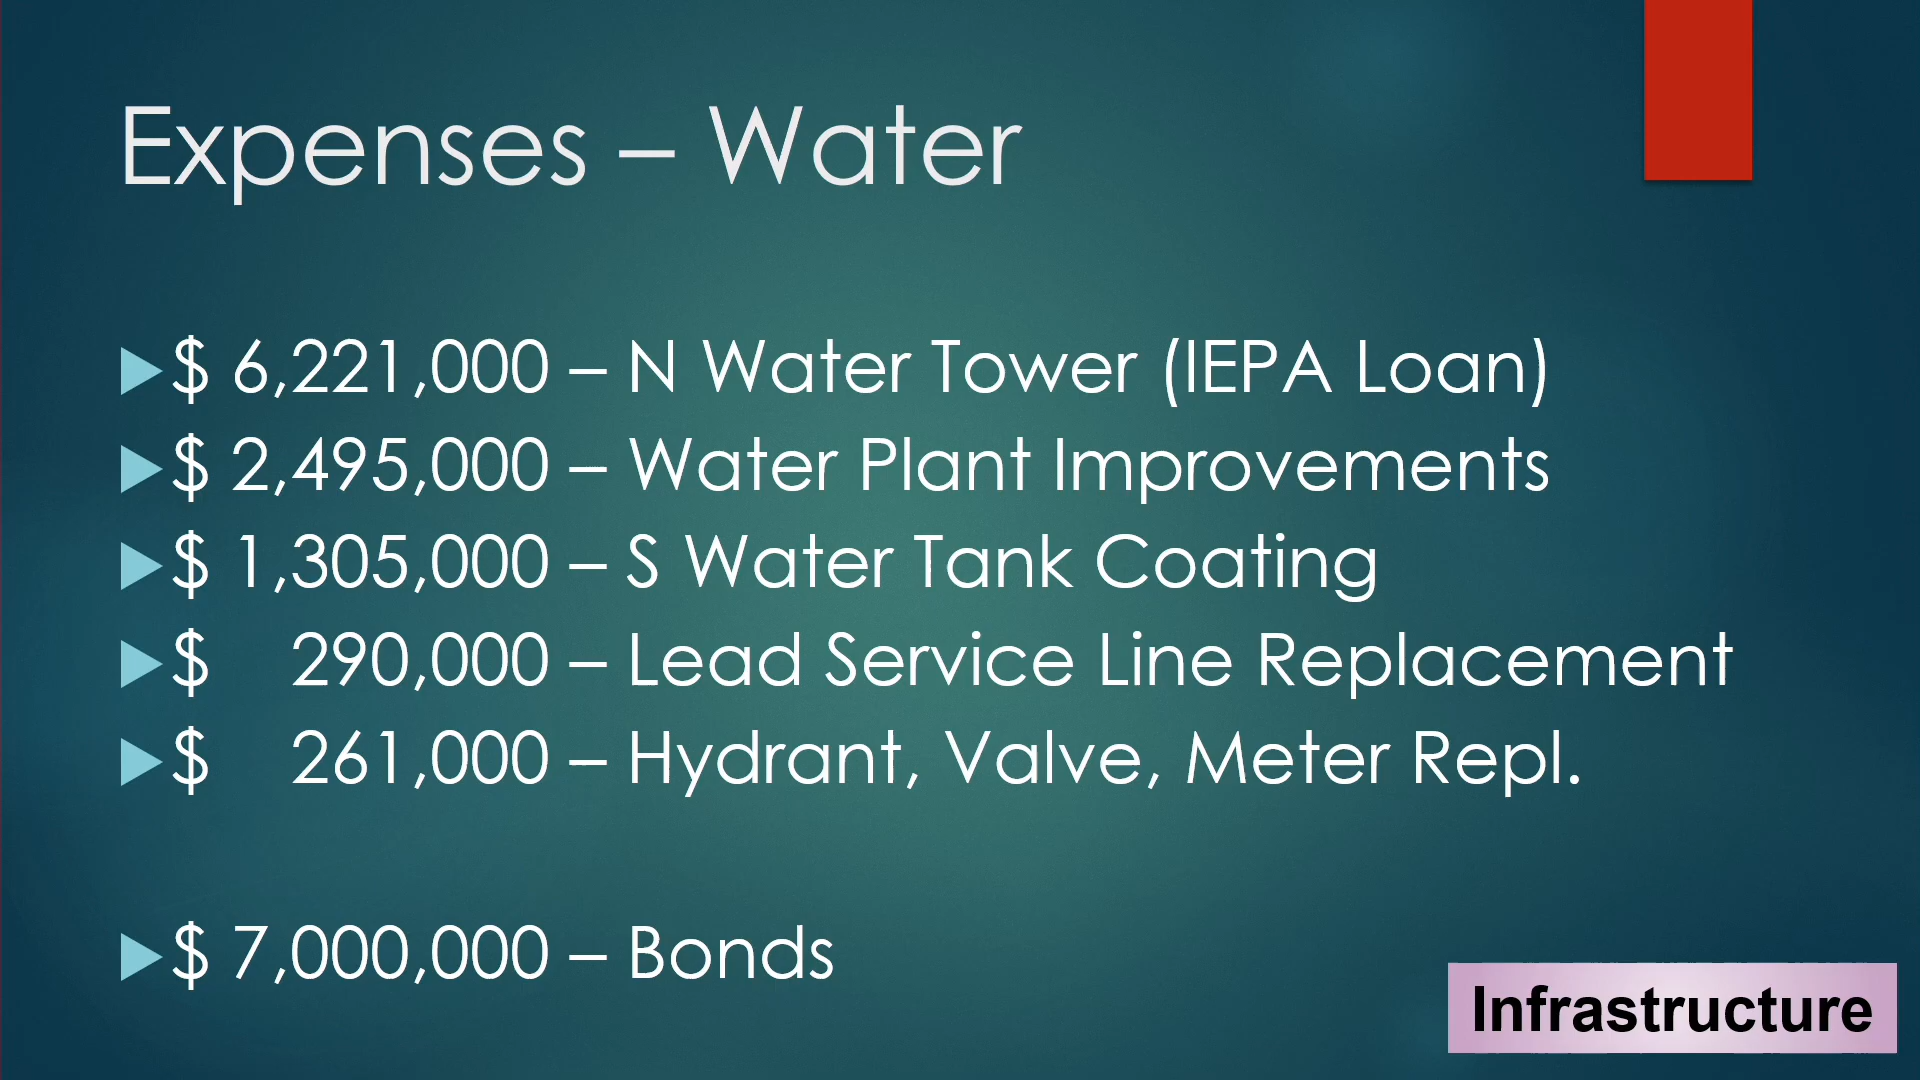 Expenses – Water
$ 6,221,000 – N Water Tower (IEPA Loan)
$ 2,495,000 – Water Plant Improvements
$ 1,305,000 – S Water Tank Coating
$ 290,000 – Lead Service Line Replacement
$ 261,000 – Hydrant, Valve, Meter Repl.
$ 7,000,000 – Bonds
Infrastructure